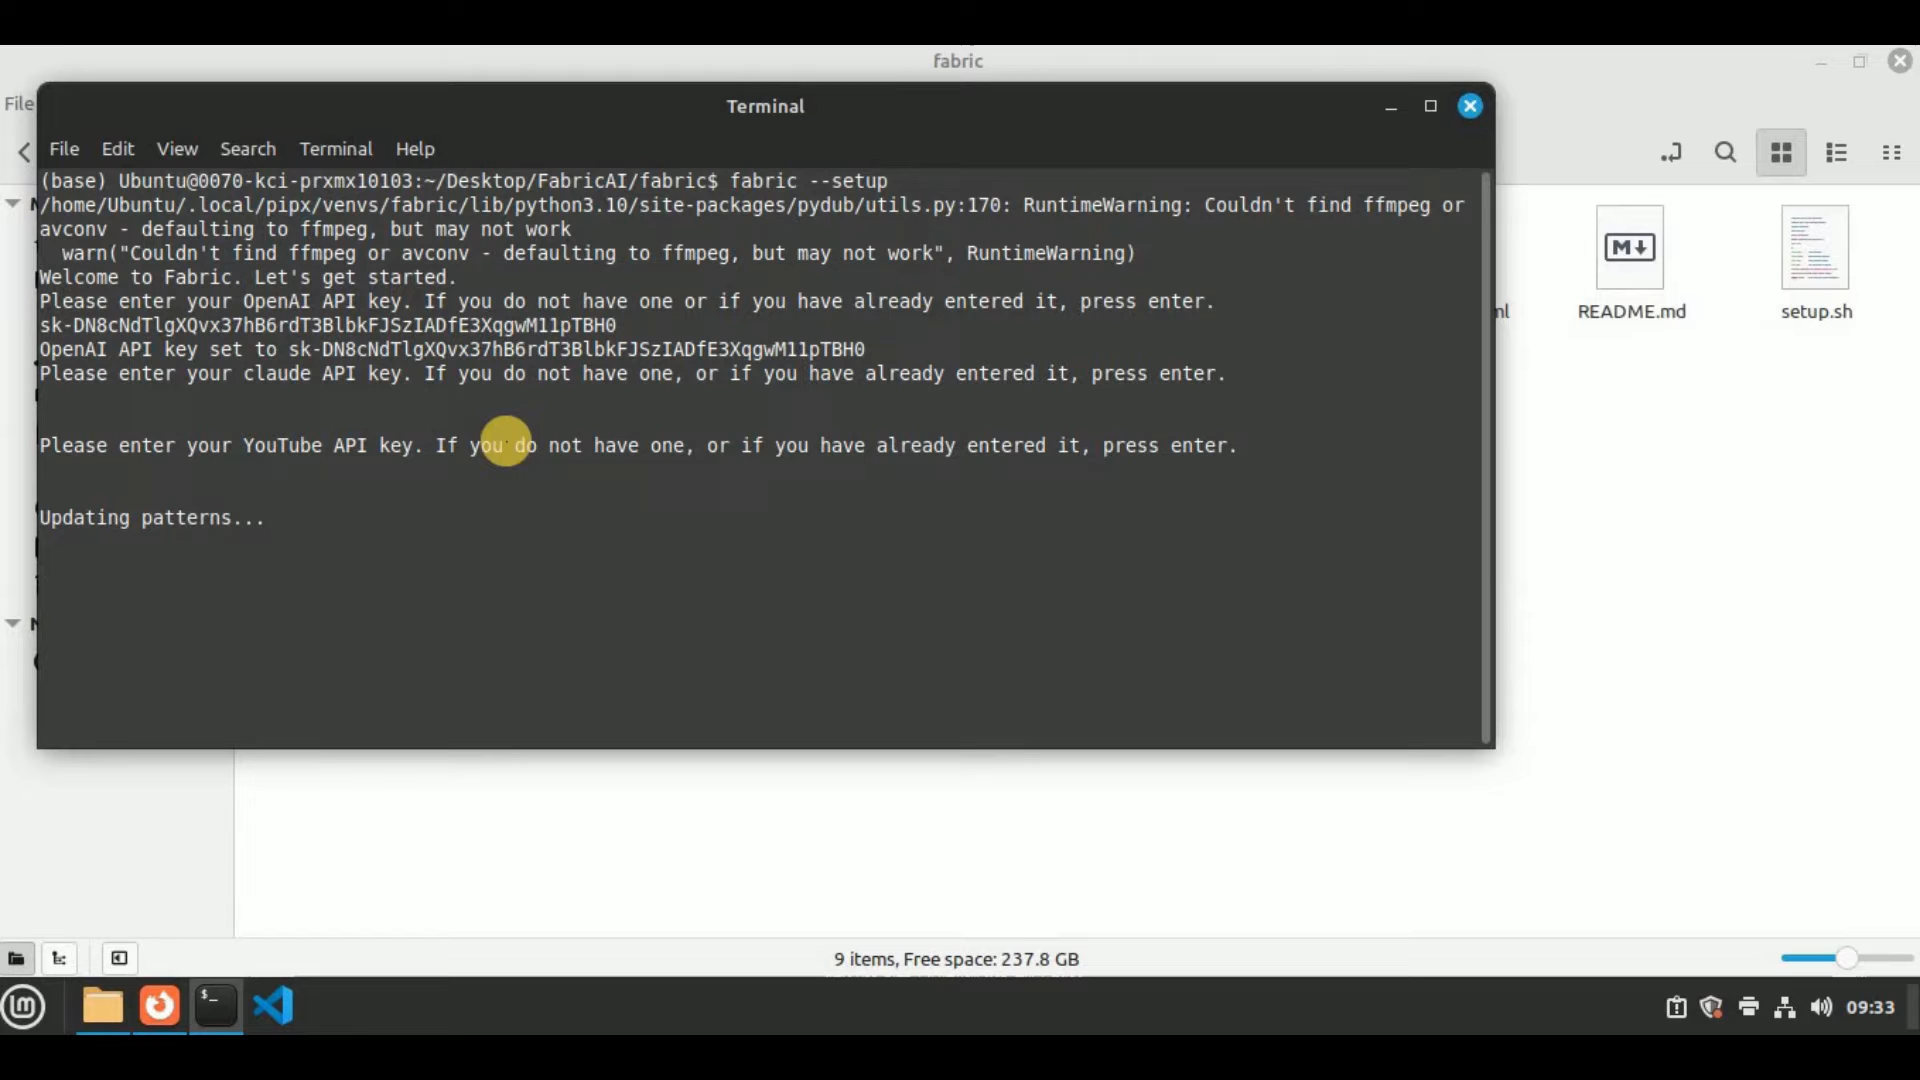 fabric
File
Terminal
File Edit View Search Terminal Help
(base) Ubuntu@0070-kci-prxmx10103:~/Desktop/FabricAI/fabric$ fabric --setup
/home/Ubuntu/.local/pipx/venvs/fabric/lib/python3.10/site-packages/pydub/utils.py:170: RuntimeWarning: Couldn't find ffmpeg or
avconv - defaulting to ffmpeg, but may not work
warn("Couldn't find ffmpeg or avconv - defaulting to ffmpeg, but may not work", RuntimeWarning)
Welcome to Fabric. Let's get started.
Please enter your OpenAI API key. If you do not have one or if you have already entered it, press enter.
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
OpenAI API key set to 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
Please enter your claude API key. If you do not have one, or if you have already entered it, press enter.
Please enter your YouTube API key. If you do not have one, or if you have already entered it, press enter.
Updating patterns...
README.md
setup.sh
9 items, Free space: 237.8 GB
09:33